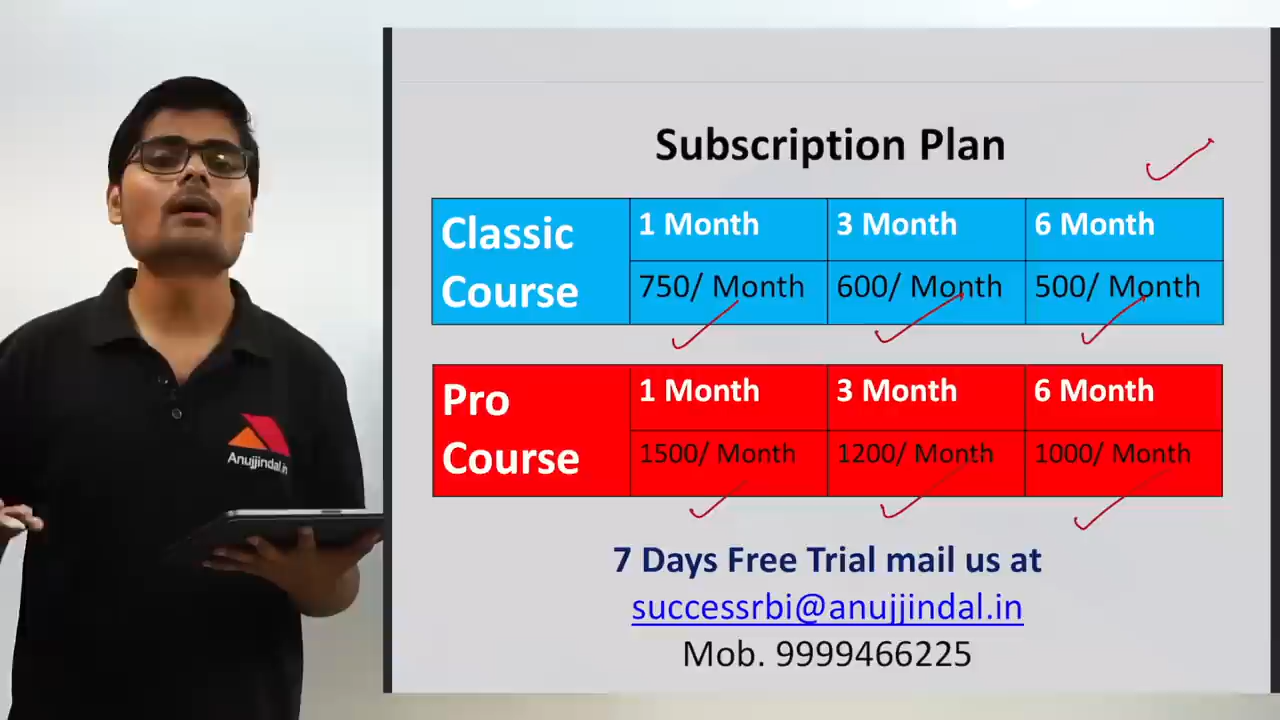 Subscription Plan
Classic Course
1 Month
3 Month
6 Month
750/ Month
600/ Month
500/ Month
Pro Course
1 Month
3 Month
6 Month
1500/ Month
1200/ Month
1000/ Month
7 Days Free Trial mail us at
successrbi@anujjindal.in
Mob. 9999466225
Anujjindal.in